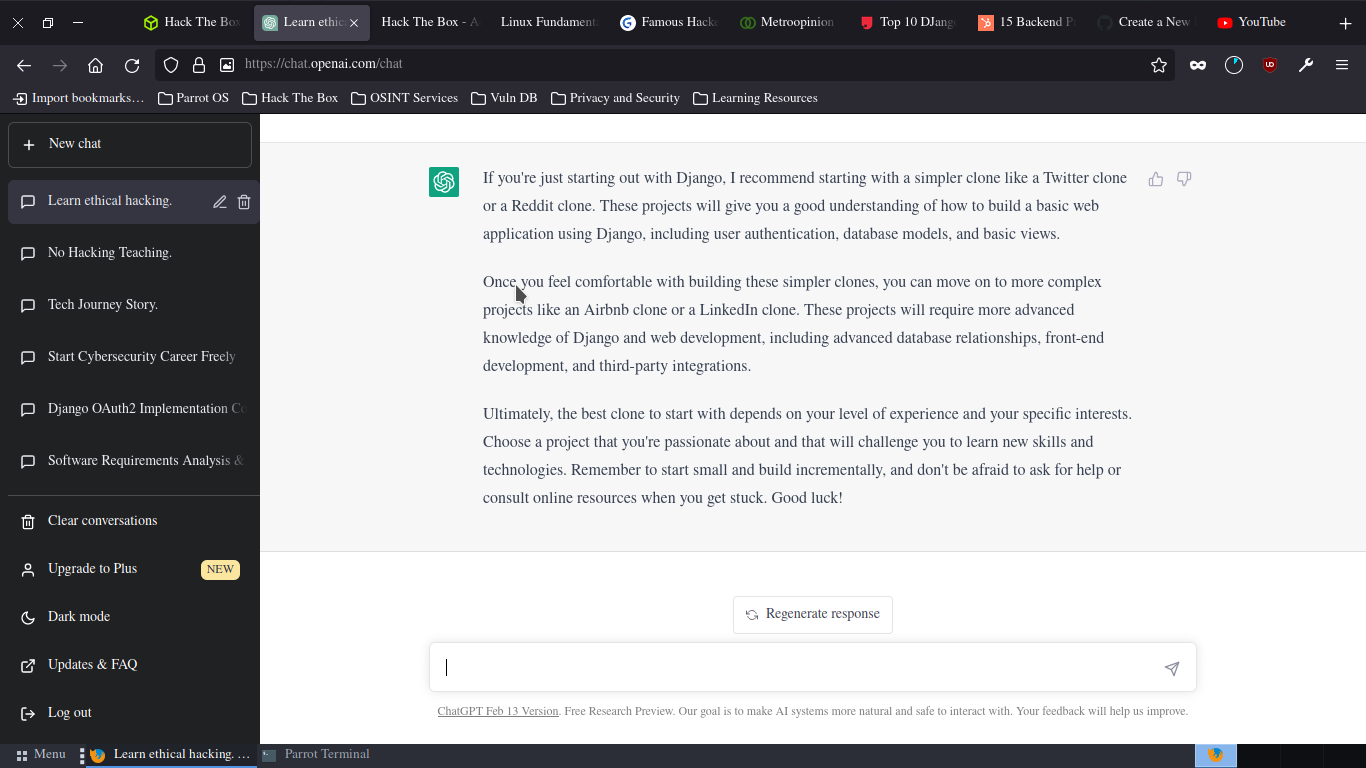 Hack The Box
Learn ethic
Hack The Box - A
Linux Fundament
Famous Hacke
Metroopinion
Top 10 DJang
15 Backend P
Create a New
YouTube
https://chat.openai.com/chat
Import bookmarks…
Parrot OS
Hack The Box
OSINT Services
Vuln DB
Privacy and Security
Learning Resources
New chat
Learn ethical hacking.
No Hacking Teaching.
Tech Journey Story.
Start Cybersecurity Career Freely
Django OAuth2 Implementation Co
Software Requirements Analysis &
Clear conversations
Upgrade to Plus
NEW
Dark mode
Updates & FAQ
Log out
If you're just starting out with Django, I recommend starting with a simpler clone like a Twitter clone
or a Reddit clone. These projects will give you a good understanding of how to build a basic web
application using Django, including user authentication, database models, and basic views.
Once you feel comfortable with building these simpler clones, you can move on to more complex
projects like an Airbnb clone or a LinkedIn clone. These projects will require more advanced
knowledge of Django and web development, including advanced database relationships, front-end
development, and third-party integrations.
Ultimately, the best clone to start with depends on your level of experience and your specific interests.
Choose a project that you're passionate about and that will challenge you to learn new skills and
technologies. Remember to start small and build incrementally, and don't be afraid to ask for help or
consult online resources when you get stuck. Good luck!
Regenerate response
ChatGPT Feb 13 Version. Free Research Preview. Our goal is to make AI systems more natural and safe to interact with. Your feedback will help us improve.
Menu
Learn ethical hacking. …
Parrot Terminal